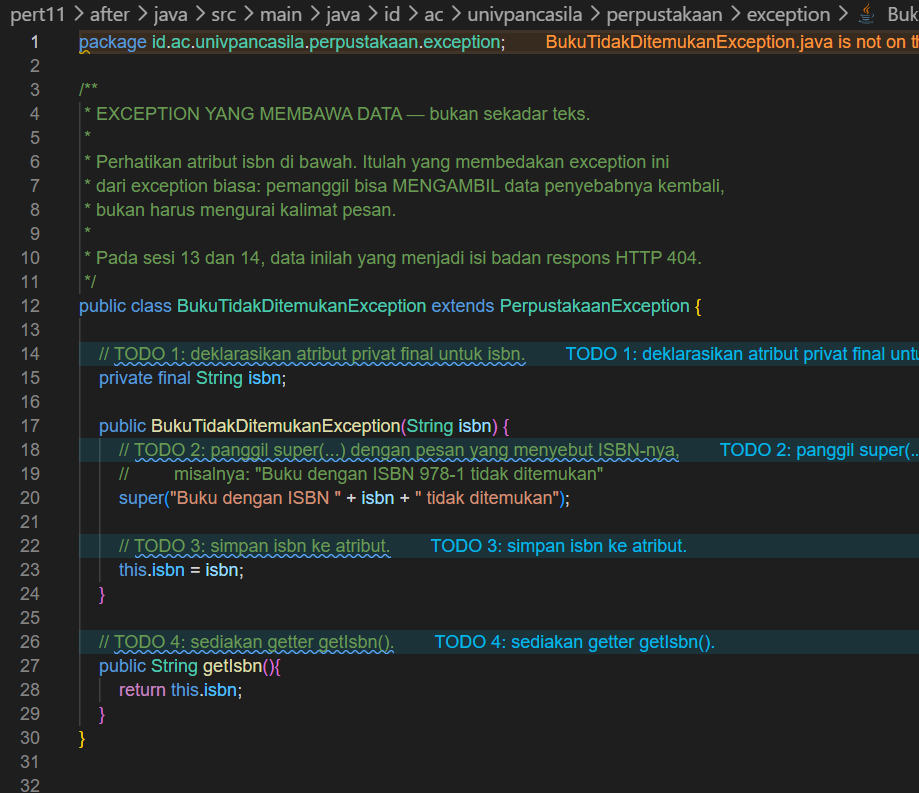 pert11 > after > java > src > main > java > id > ac > univpancasila > perpustakaan > exception > Buk
1 package id.ac.univpancasila.perpustakaan.exception; BukuTidakDitemukanException.java is not on th
2
3 /**
4 * EXCEPTION YANG MEMBAWA DATA — bukan sekadar teks.
5 *
6 * Perhatikan atribut isbn di bawah. Itulah yang membedakan exception ini
7 * dari exception biasa: pemanggil bisa MENGAMBIL data penyebabnya kembali,
8 * bukan harus mengurai kalimat pesan.
9 *
10 * Pada sesi 13 dan 14, data inilah yang menjadi isi badan respons HTTP 404.
11 */
12 public class BukuTidakDitemukanException extends PerpustakaanException {
13
14 // TODO 1: deklarasikan atribut privat final untuk isbn. TODO 1: deklarasikan atribut privat final untu
15 private final String isbn;
16
17 public BukuTidakDitemukanException(String isbn) {
18 // TODO 2: panggil super(...) dengan pesan yang menyebut ISBN-nya, TODO 2: panggil super(..
19 // misalnya: "Buku dengan ISBN 978-1 tidak ditemukan"
20 super("Buku dengan ISBN " + isbn + " tidak ditemukan");
21
22 // TODO 3: simpan isbn ke atribut. TODO 3: simpan isbn ke atribut.
23 this.isbn = isbn;
24 }
25
26 // TODO 4: sediakan getter getIsbn(). TODO 4: sediakan getter getIsbn().
27 public String getIsbn(){
28 return this.isbn;
29 }
30 }
31
32